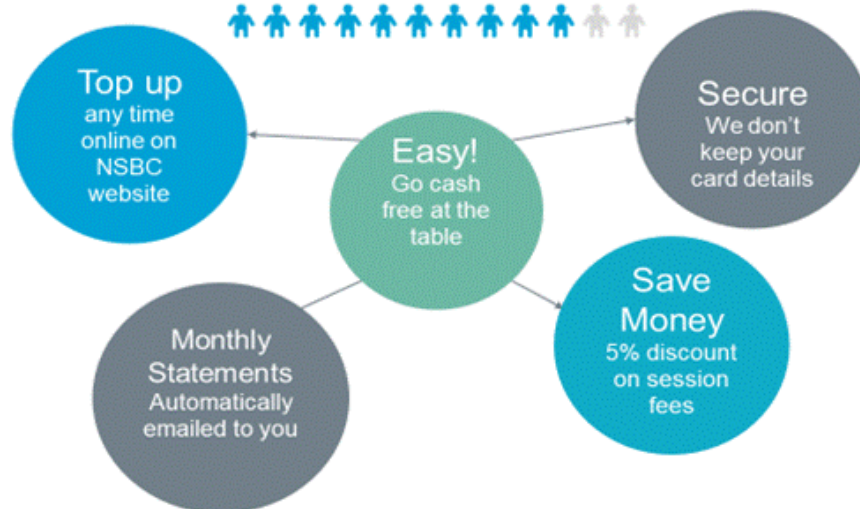 Top up
any time
online on
NSBC
website
Easy!
Go cash
free at the
table
Secure
We don't
keep your
card details
Monthly
Statements
Automatically
emailed to you
Save
Money
5% discount
on session
fees